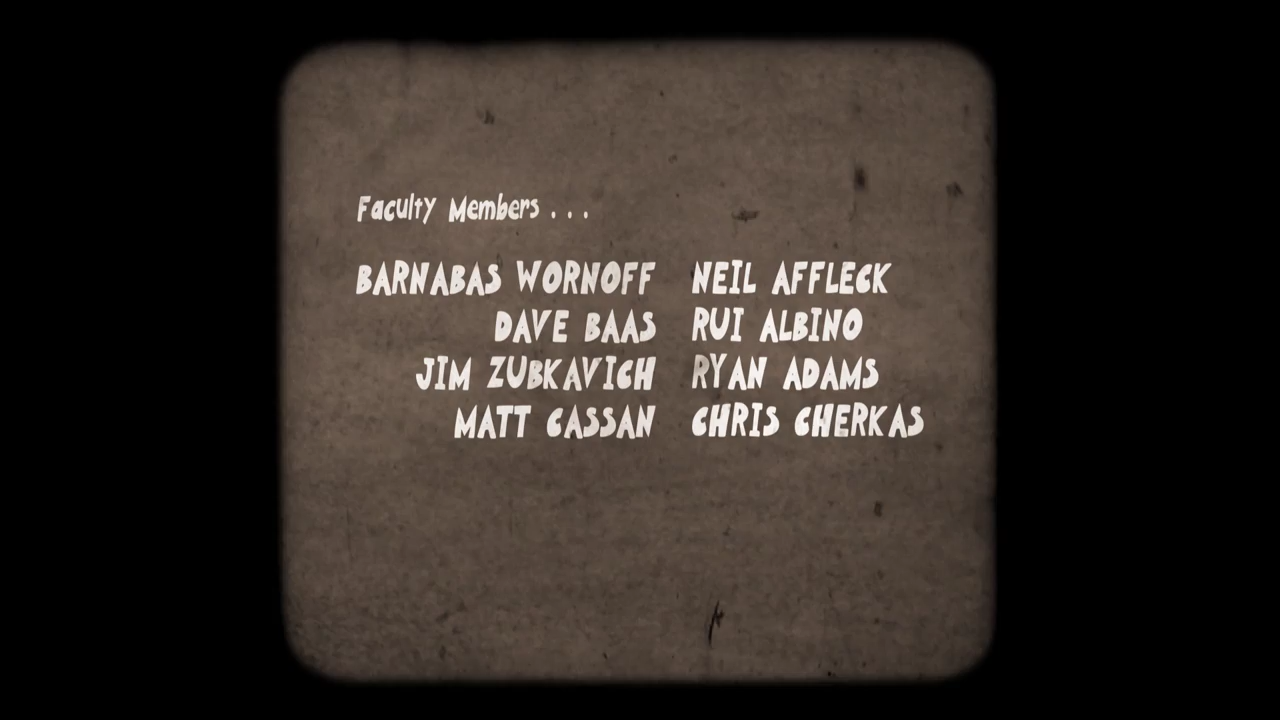 Faculty Members...
BARNABAS WORNOFF NEIL AFFLECK
DAVE BAAS RUI ALBINO
JIM ZUBKAVICH RYAN ADAMS
MATT CASSAN CHRIS CHERKAS